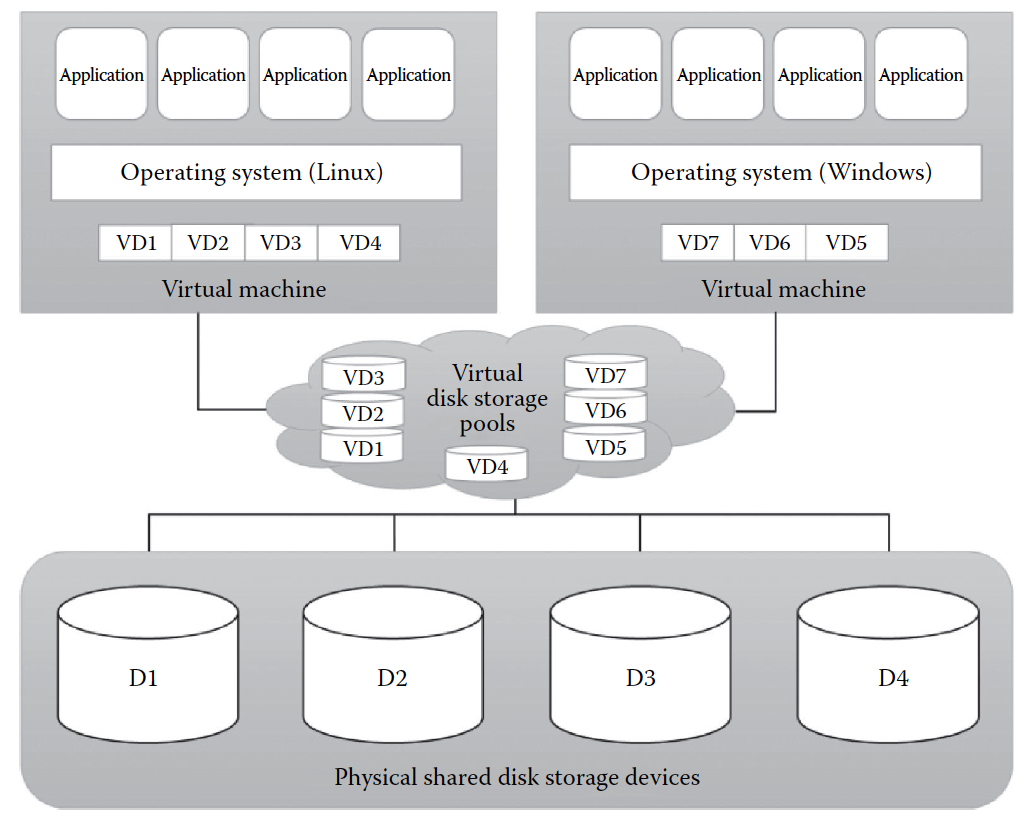 Application Application Application Application
Operating system (Linux)
VD1 VD2 VD3 VD4
Virtual machine
Application Application Application Application
Operating system (Windows)
VD7 VD6 VD5
Virtual machine
VD3
VD2
VD1
Virtual
disk storage
pools
VD4
VD7
VD6
VD5
D1 D2 D3 D4
Physical shared disk storage devices